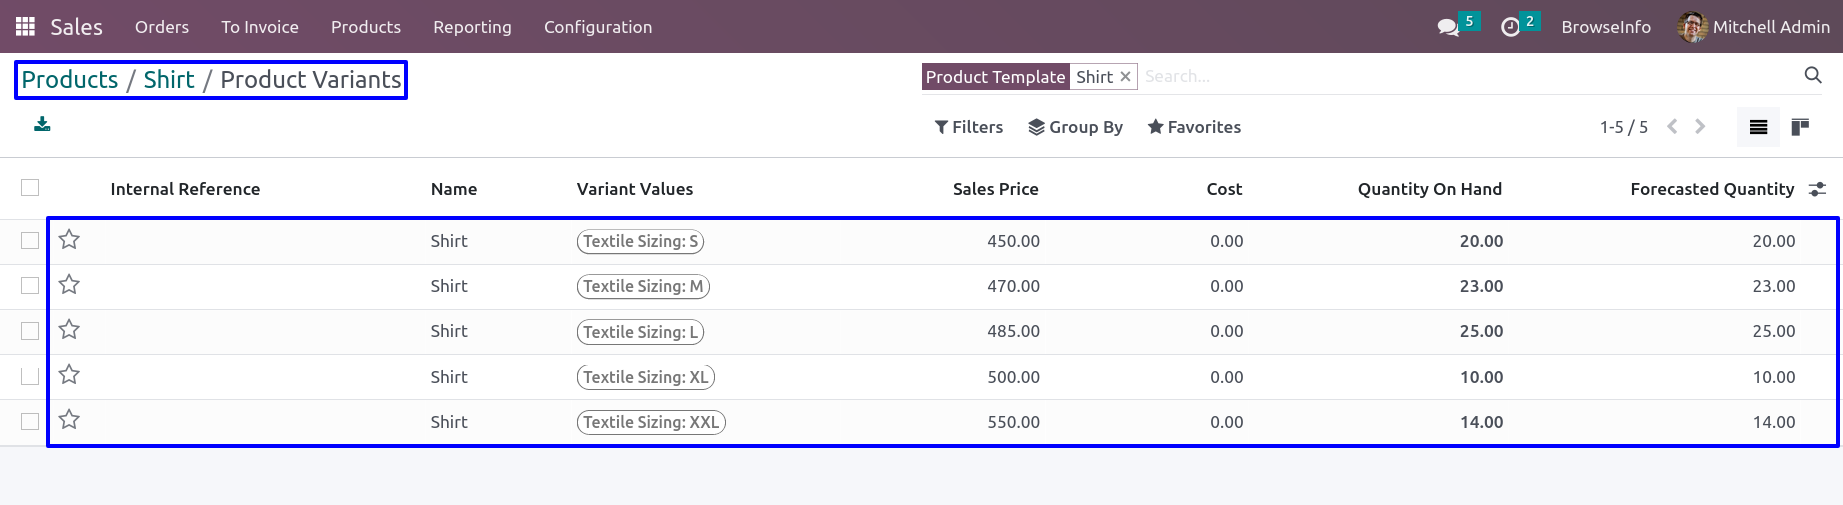 Sales Orders To Invoice Products Reporting Configuration 5 2 BrowseInfo Mitchell Admin
Products / Shirt / Product Variants
Product Template Shirt × Search...
Filters Group By Favorites 1-5 / 5
Internal Reference Name Variant Values Sales Price Cost Quantity On Hand Forecasted Quantity
Shirt Textile Sizing: S 450.00 0.00 20.00 20.00
Shirt Textile Sizing: M 470.00 0.00 23.00 23.00
Shirt Textile Sizing: L 485.00 0.00 25.00 25.00
Shirt Textile Sizing: XL 500.00 0.00 10.00 10.00
Shirt Textile Sizing: XXL 550.00 0.00 14.00 14.00